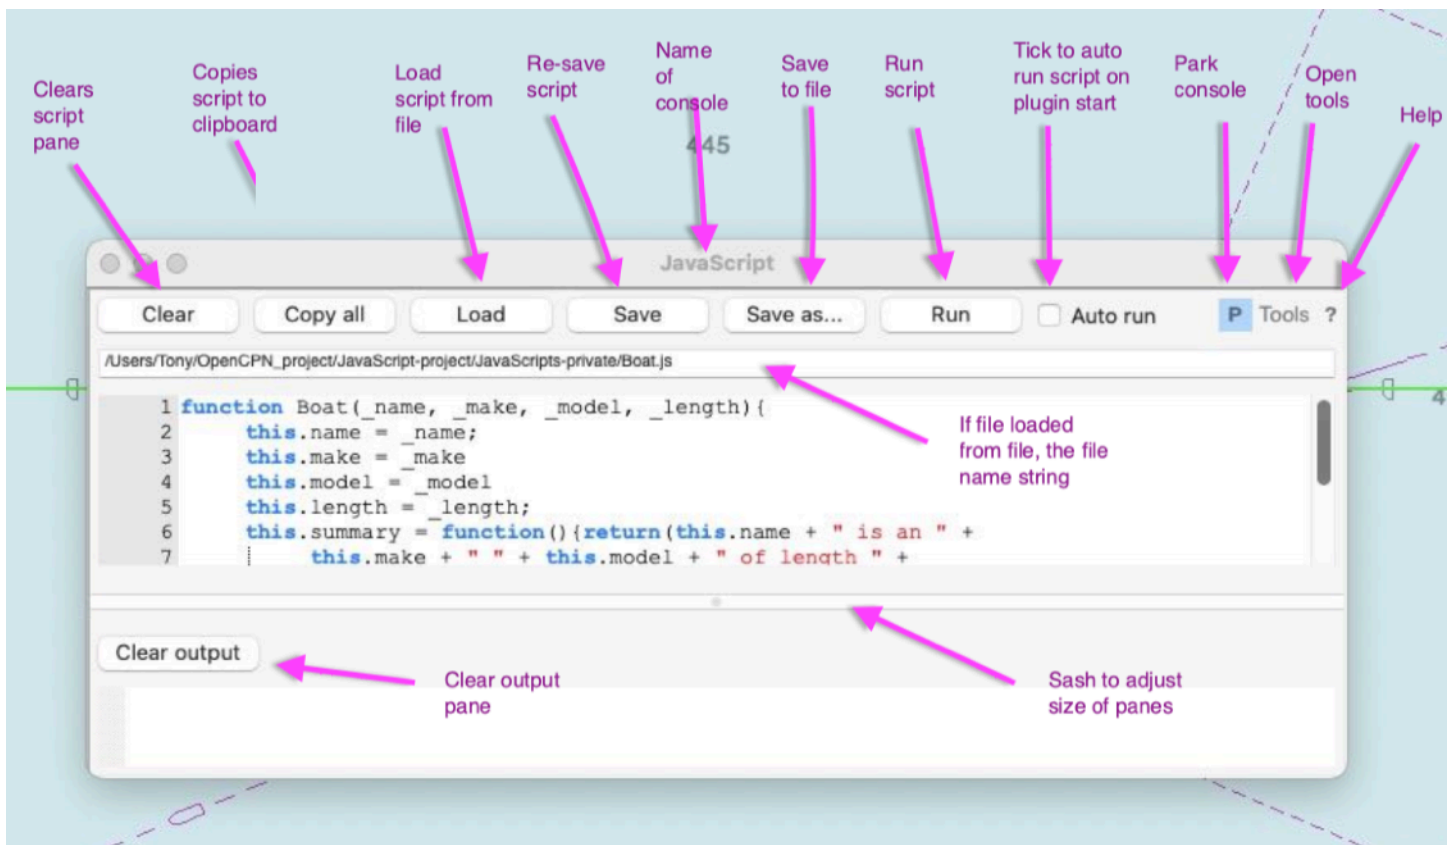 Clears
script
pane
Copies
script to
clipboard
Load
script from
file
Re-save
script
Name
of
console
Save
to file
Run
script
Tick to auto
run script on
plugin start
Park
console
Open
tools
Help
445
JavaScript
Clear Copy all Load Save Save as... Run Auto run P Tools ?
/Users/Tony/OpenCPN_project/JavaScript-project/JavaScripts-private/Boat.js
4
1 function Boat(_name, _make, _model, _length){
2 this.name = _name;
3 this.make = _make
4 this.model = _model
5 this.length = _length;
6 this.summary = function(){return(this.name + " is an " +
7 this.make + " " + this.model + " of length " +
If file loaded
from file, the file
name string
Clear output
Clear output
pane
Sash to adjust
size of panes